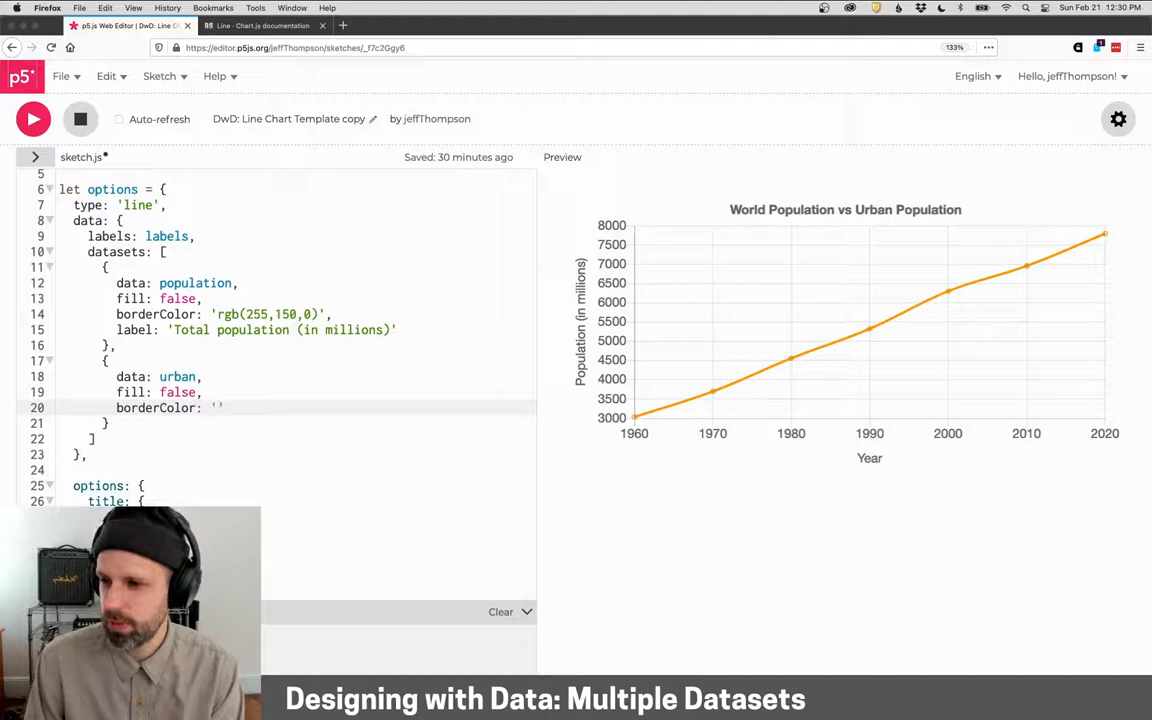 Firefox File Edit View History Bookmarks Tools Window Help Sun Feb 21 12:30 PM
p5.js Web Editor | DwD: Line C
Line · Chart.js documentation
https://editor.p5js.org/jeffThompson/sketches/_f7c2Ggy6
133%
p5* File Edit Sketch Help English Hello, jeffThompson!
Auto-refresh DwD: Line Chart Template copy by jeffThompson
sketch.js Saved: 30 minutes ago Preview
5
6 let options = {
7 type: 'line',
8 data: {
9 labels: labels,
10 datasets: [
11 {
12 data: population,
13 fill: false,
14 borderColor: 'rgb(255,150,0)',
15 label: 'Total population (in millions)'
16 },
17 {
18 data: urban,
19 fill: false,
20 borderColor: ''
21 }
22 ]
23 },
24
25 options: {
26 title: {
Clear
World Population vs Urban Population
Population (in millions)
8000
7500
7000
6500
6000
5500
5000
4500
4000
3500
3000
1960 1970 1980 1990 2000 2010 2020
Year
Designing with Data: Multiple Datasets